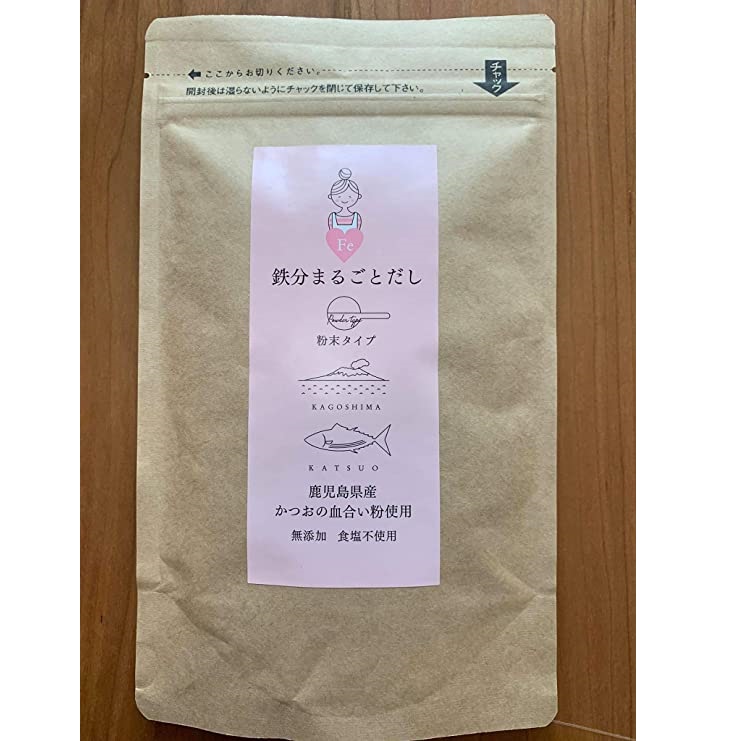 ここからお切りください。
チャック
開封後は湿らないようにチャックを閉じて保存して下さい。
Fe
鉄分まるごとだし
Powder type
粉末タイプ
KAGOSHIMA
KATSUO
鹿児島県産
かつおの血合い粉使用
無添加　食塩不使用